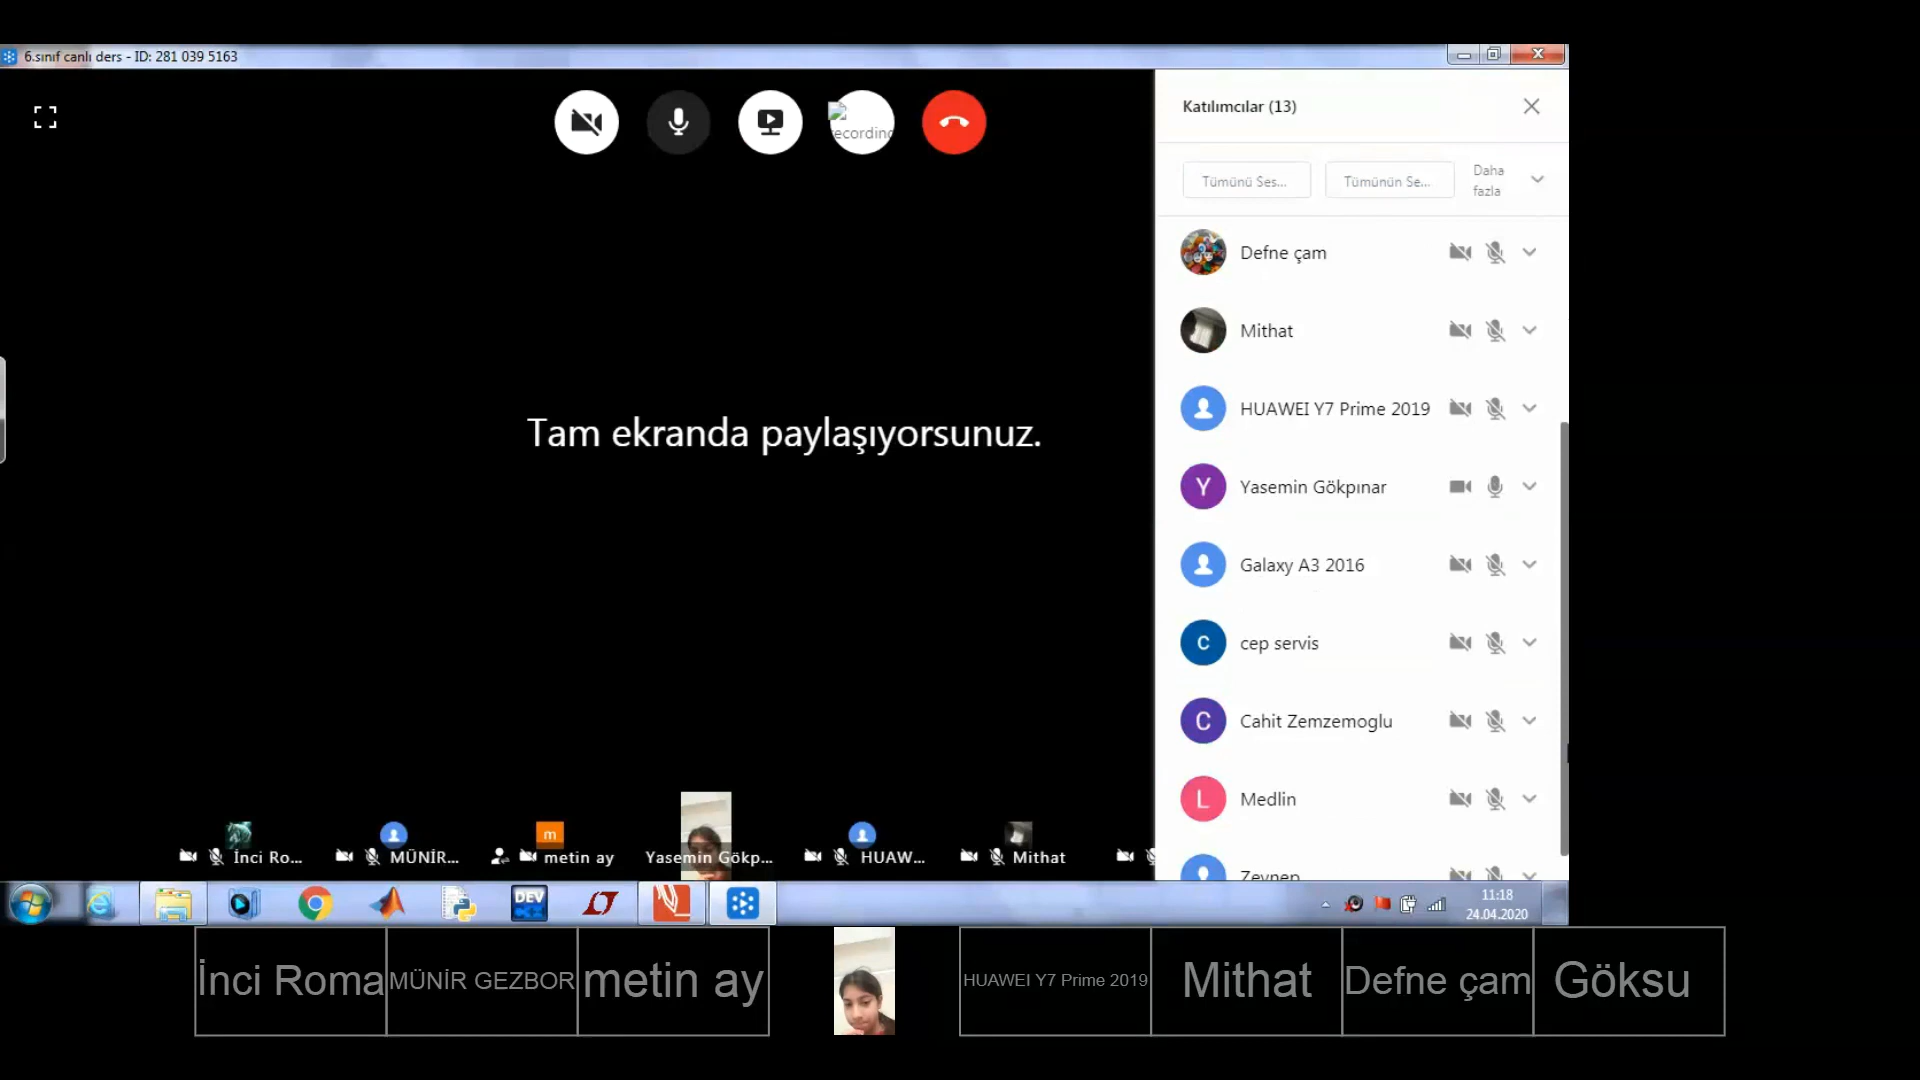 6.sınıf canlı ders - ID: 281 039 5163
recording
Katılımcılar (13)
Tümünü Ses...
Tümünün Se...
Daha
fazla
Defne çam
Mithat
HUAWEI Y7 Prime 2019
Y
Yasemin Gökpınar
Galaxy A3 2016
c
cep servis
C
Cahit Zemzemoglu
L
Medlin
Zeynep
Tam ekranda paylaşıyorsunuz.
m
İnci Ro...
MÜNİR...
metin ay
Yasemin Gökp...
HUAW...
Mithat
DEV
11:18
24.04.2020
İnci Roma
MÜNİR GEZBOR
metin ay
HUAWEI Y7 Prime 2019
Mithat
Defne çam
Göksu